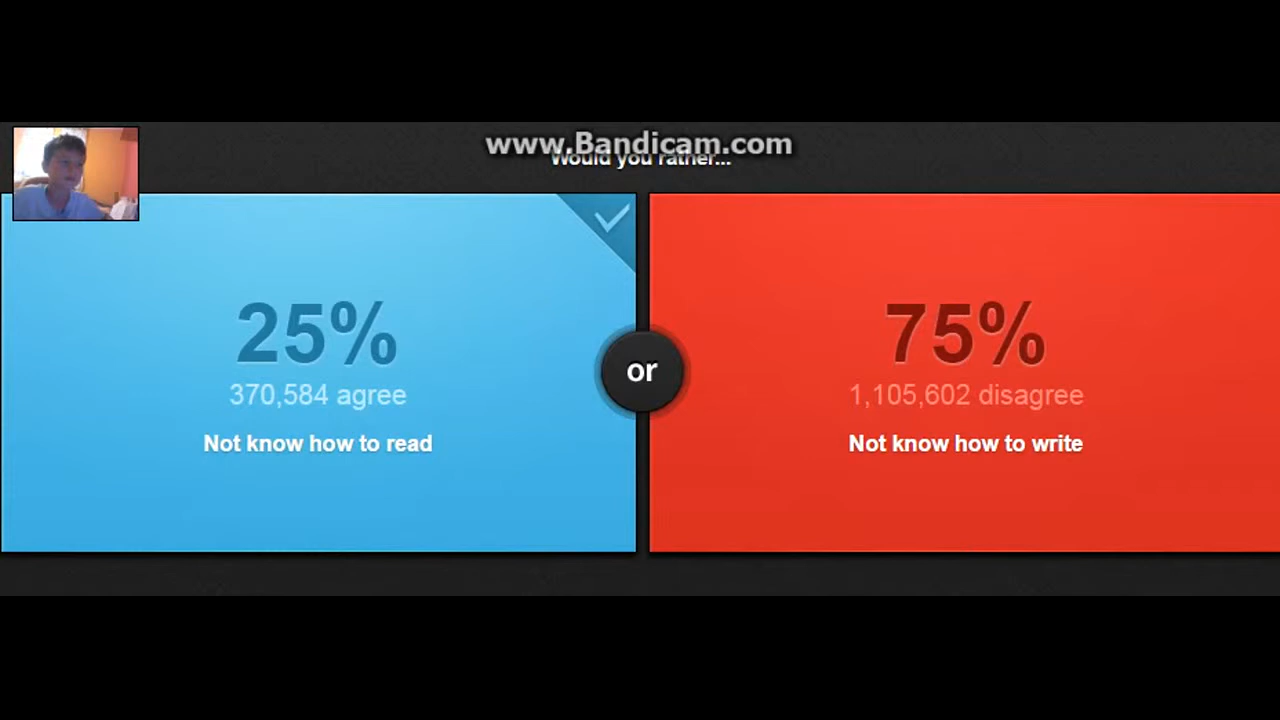 www.Bandicam.com
Would you rather...
25%
370,584 agree
Not know how to read
or
75%
1,105,602 disagree
Not know how to write